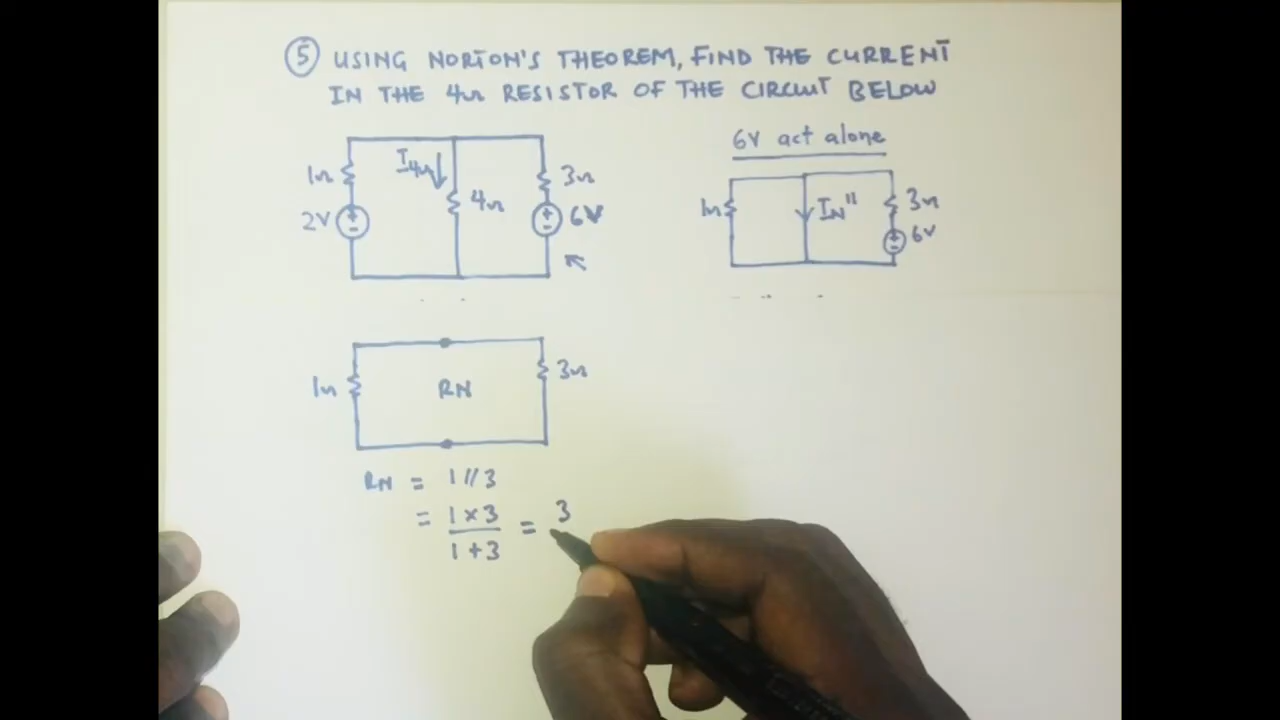 ⑤ USING NORTON'S THEOREM, FIND THE CURRENT
IN THE 4Ω RESISTOR OF THE CIRCUIT BELOW
1Ω
2V
+
-
I4Ω
4Ω
3Ω
6V
+
-
6V act alone
1Ω
IN"
3Ω
6V
+
-
1Ω
RN
3Ω
RN = 1//3
= 1×3 = 3
1+3